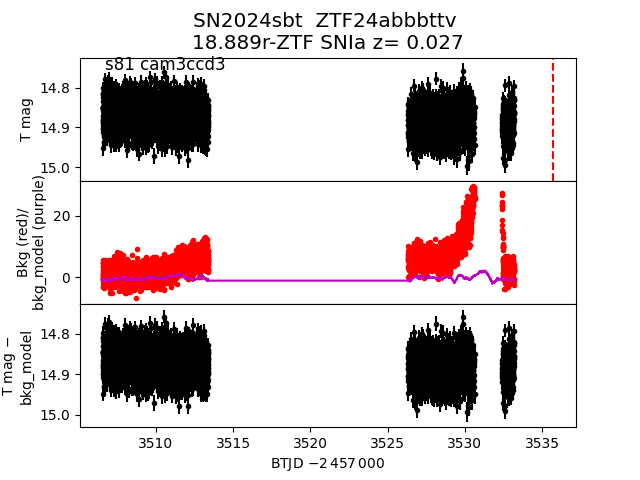 SN2024sbt  ZTF24abbbttv
18.889r-ZTF SNIa z= 0.027
s81 cam3ccd3
T mag
14.8
14.9
15.0
Bkg (red)/
bkg_model (purple)
20
0
T mag −
bkg_model
14.8
14.9
15.0
3510 3515 3520 3525 3530 3535
BTJD −2 457 000